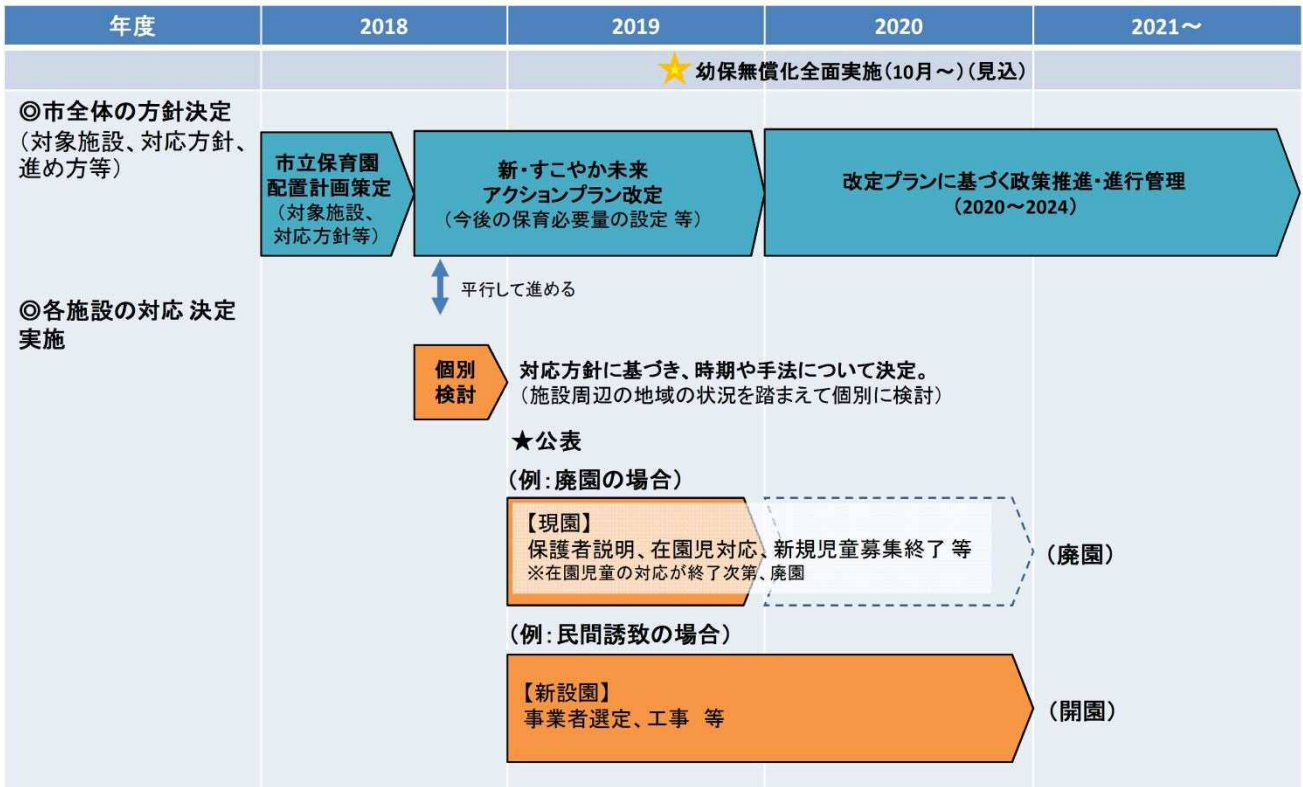 年度
2018
2019
2020
2021～
幼保無償化全面実施(10月～)(見込)
◎市全体の方針決定
(対象施設、対応方針、
進め方等)
市立保育園
配置計画策定
(対象施設、
対応方針等)
新・すこやか未来
アクションプラン改定
(今後の保育必要量の設定 等)
改定プランに基づく政策推進・進行管理
(2020～2024)
平行して進める
◎各施設の対応 決定
実施
個別
検討
対応方針に基づき、時期や手法について決定。
(施設周辺の地域の状況を踏まえて個別に検討)
★公表
(例:廃園の場合)
【現園】
保護者説明、在園児対応、新規児童募集終了 等
※在園児童の対応が終了次第、廃園
(廃園)
(例:民間誘致の場合)
【新設園】
事業者選定、工事 等
(開園)